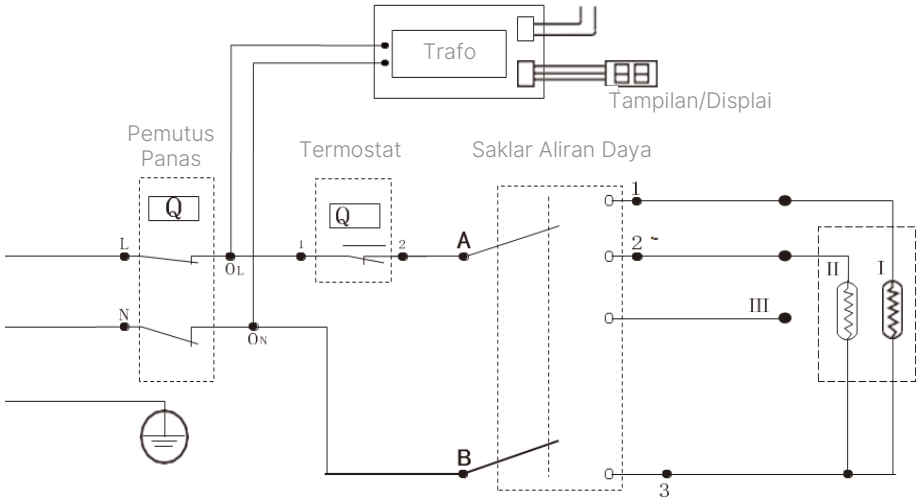 Trafo
Tampilan/Displai
Pemutus
Panas
Termostat
Saklar Aliran Daya
Q
Q
1
L
OL
1
2
A
2
II
I
N
ON
III
B
3